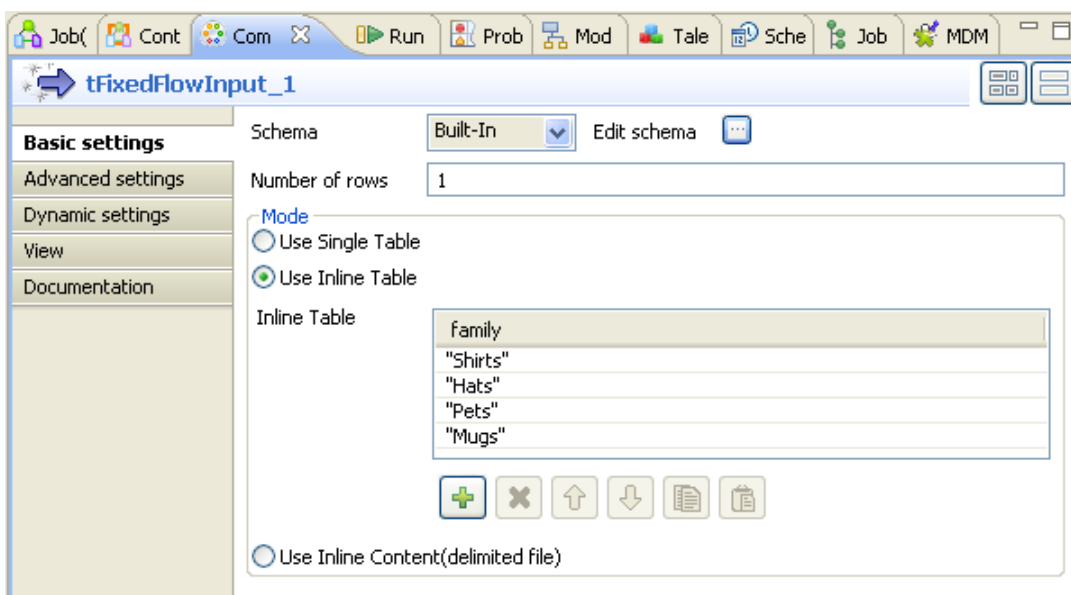 Job( Cont Com Run Prob Mod Tale Sche Job MDM
tFixedFlowInput_1
Basic settings
Advanced settings
Dynamic settings
View
Documentation
Schema Built-In Edit schema ...
Number of rows 1
Mode
Use Single Table
Use Inline Table
Inline Table
family
"Shirts"
"Hats"
"Pets"
"Mugs"
Use Inline Content(delimited file)